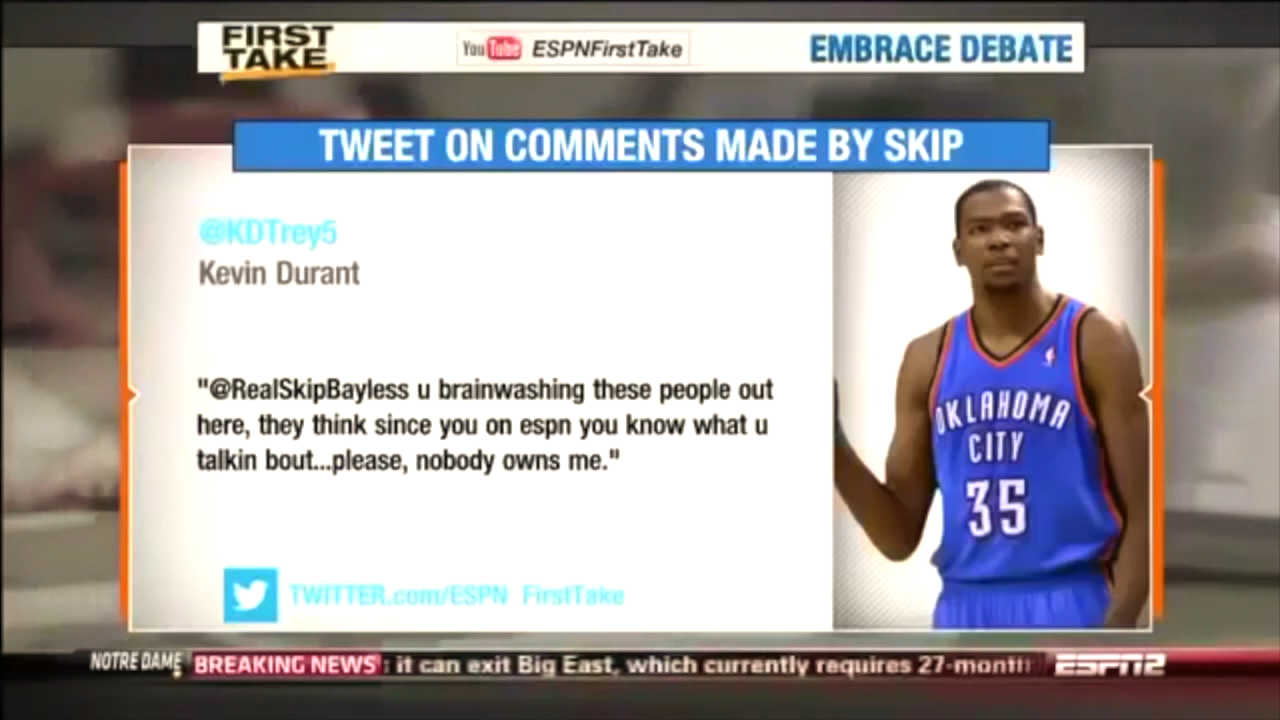 FIRST
TAKE
YouTube ESPNFirstTake
EMBRACE DEBATE
TWEET ON COMMENTS MADE BY SKIP
@KDTrey5
Kevin Durant
"@RealSkipBayless u brainwashing these people out
here, they think since you on espn you know what u
talkin bout...please, nobody owns me."
OKLAHOMA
CITY
35
TWITTER.com/ESPN_FirstTake
NOTRE DAME BREAKING NEWS : it can exit Big East, which currently requires 27-month ESPN2